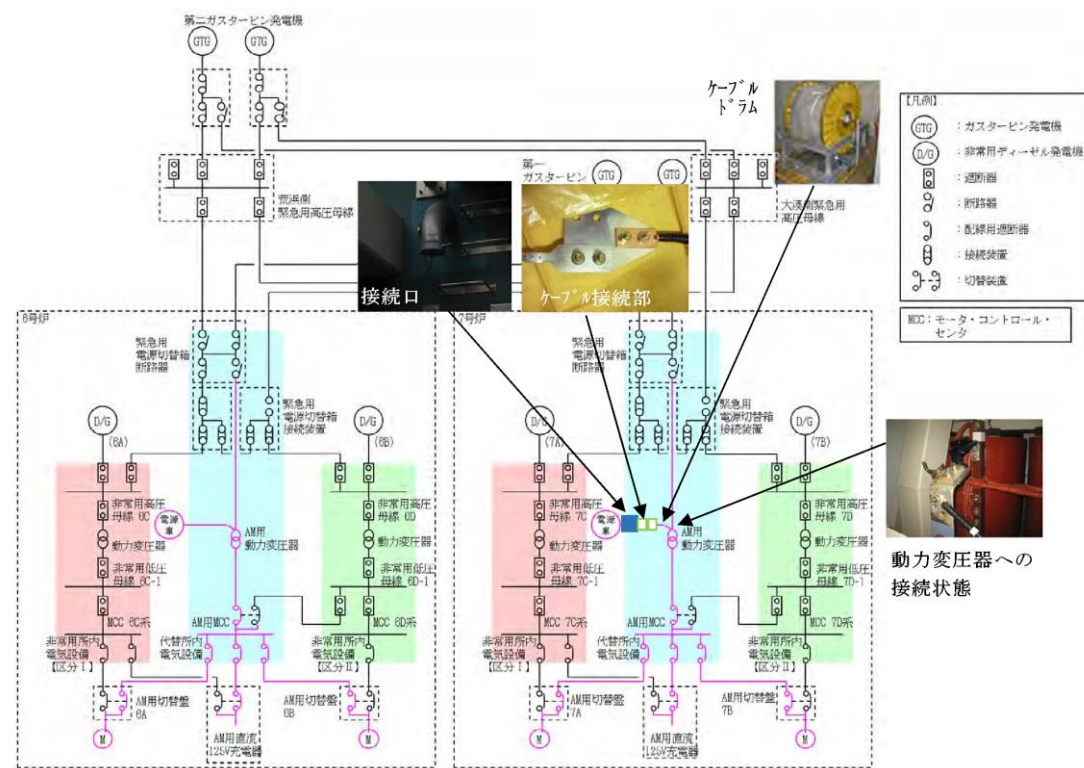 第二ガスタービン発電機
GTG
GTG
荒浜側
緊急用高圧母線
ケーブル
ドラム
第一
ガスタービン
GTG
GTG
大湊側緊急用
高圧母線
接続口
ケーブル接続部
【凡例】
GTG
：ガスタービン発電機
D/G
：非常用ディーゼル発電機
：遮断器
：断路器
：配線用遮断器
：接続装置
：切替装置
MCC：モータ・コントロール・
センタ
6号炉
緊急用
電源切替箱
断路器
緊急用
電源切替箱
接続装置
D/G
(6A)
D/G
(6B)
非常用高圧
母線 6C
電源
車
動力変圧器
非常用低圧
母線 6C-1
AM用
動力変圧器
非常用高圧
母線 6D
動力変圧器
非常用低圧
母線 6D-1
MCC 6C系
AM用MCC
MCC 6D系
非常用所内
電気設備
【区分Ⅰ】
代替所内
電気設備
非常用所内
電気設備
【区分Ⅱ】
AM用切替盤
6A
AM用切替盤
6B
M
AM用直流
125V充電器
M
7号炉
緊急用
電源切替箱
断路器
緊急用
電源切替箱
接続装置
D/G
(7A)
D/G
(7B)
非常用高圧
母線 7C
電源
車
動力変圧器
非常用低圧
母線 7C-1
AM用
動力変圧器
非常用高圧
母線 7D
動力変圧器
非常用低圧
母線 7D-1
MCC 7C系
AM用MCC
MCC 7D系
非常用所内
電気設備
【区分Ⅰ】
代替所内
電気設備
非常用所内
電気設備
【区分Ⅱ】
AM用切替盤
7A
AM用切替盤
7B
M
AM用直流
125V充電器
M
動力変圧器への
接続状態